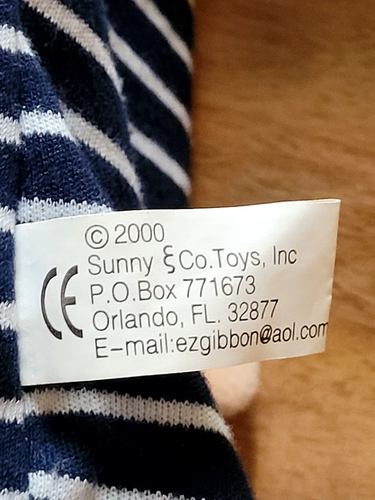 © 2000
Sunny ξ Co.Toys, Inc
CE P.O.Box 771673
Orlando, FL. 32877
E-mail:ezgibbon@aol.com